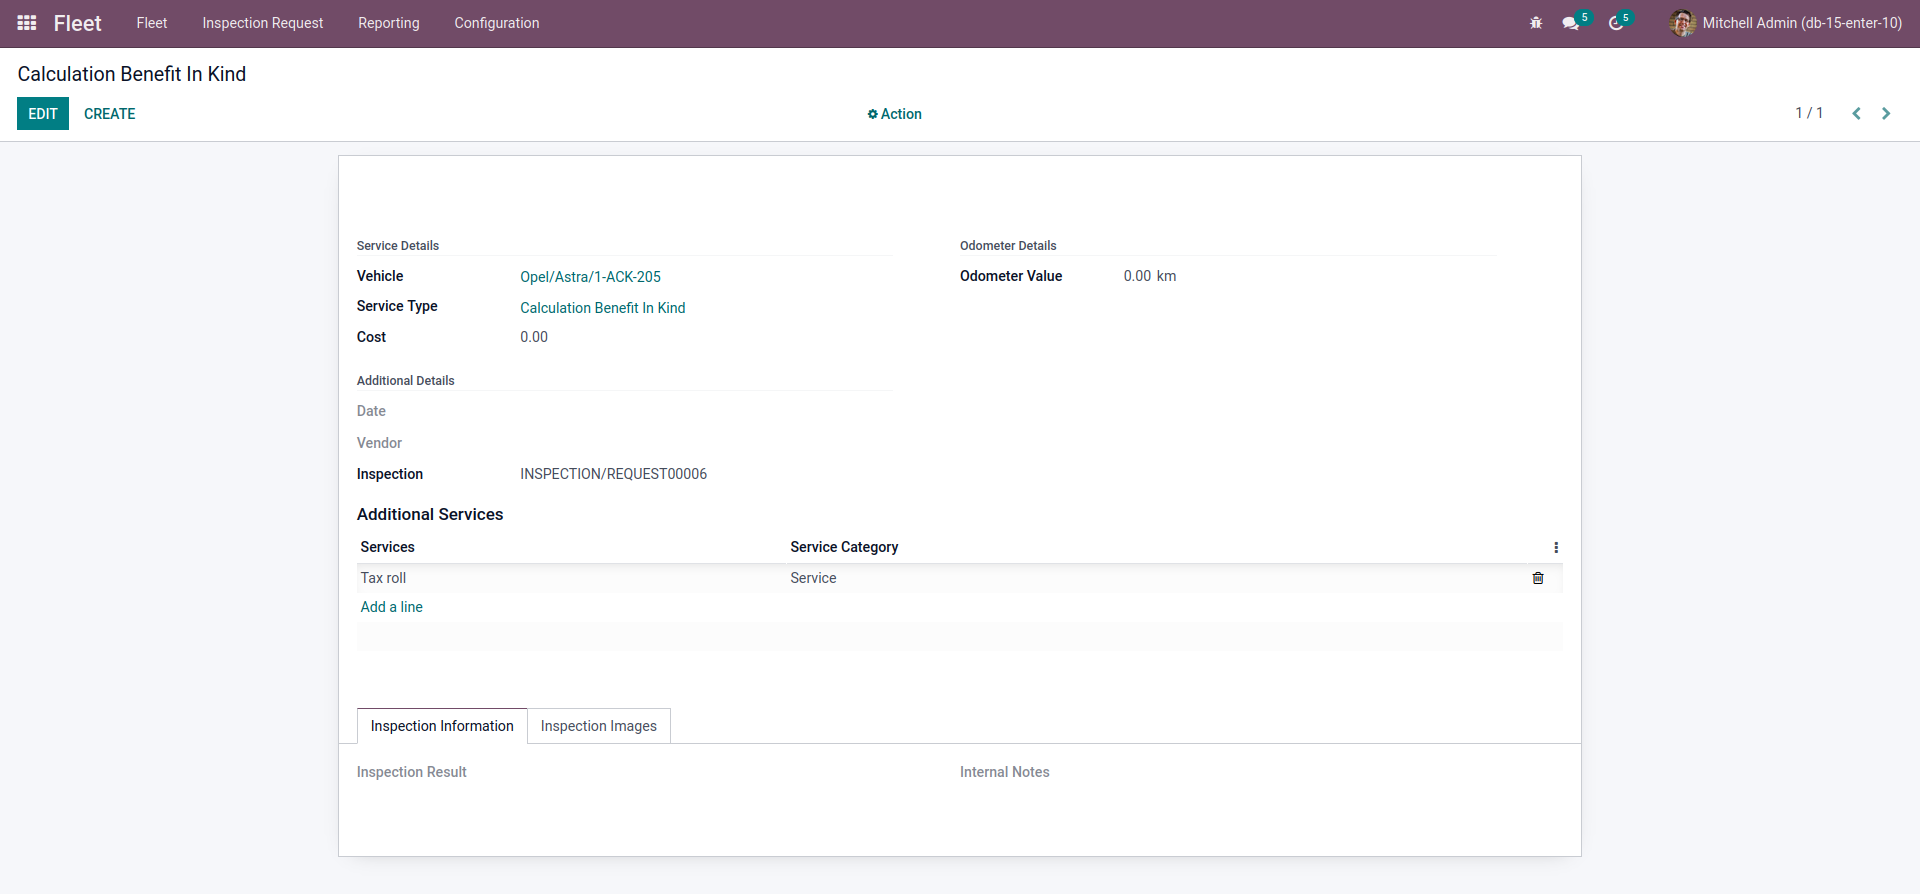 Fleet Fleet Inspection Request Reporting Configuration 5 5 Mitchell Admin (db-15-enter-10)
Calculation Benefit In Kind
EDIT CREATE Action 1 / 1
Service Details Odometer Details
Vehicle Opel/Astra/1-ACK-205 Odometer Value 0.00 km
Service Type Calculation Benefit In Kind
Cost 0.00
Additional Details
Date
Vendor
Inspection INSPECTION/REQUEST00006
Additional Services
Services Service Category
Tax roll Service
Add a line
Inspection Information Inspection Images
Inspection Result Internal Notes